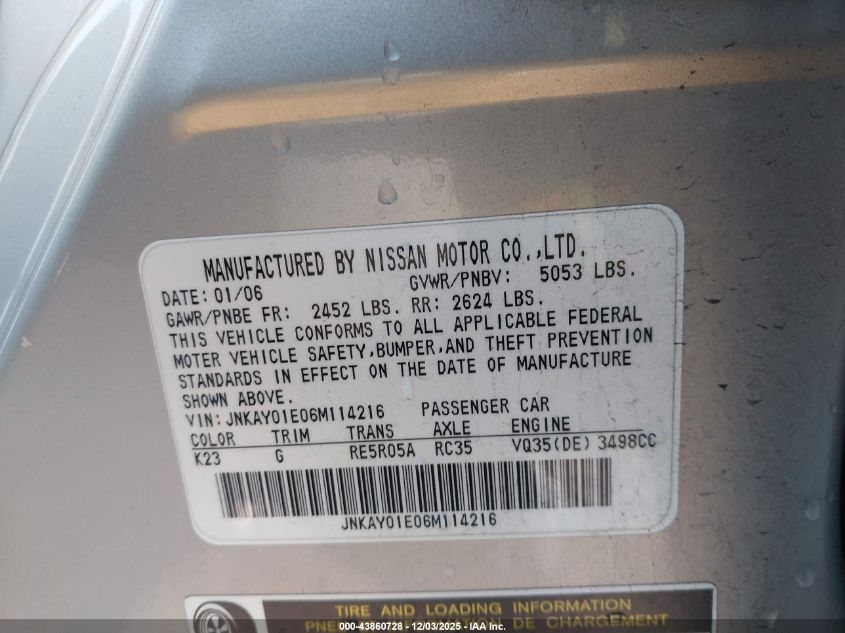 MANUFACTURED BY NISSAN MOTOR CO.,LTD.
DATE: 01/06 GVWR/PNBV: 5053 LBS.
GAWR/PNBE FR: 2452 LBS. RR: 2624 LBS.
THIS VEHICLE CONFORMS TO ALL APPLICABLE FEDERAL
MOTER VEHICLE SAFETY,BUMPER,AND THEFT PREVENTION
STANDARDS IN EFFECT ON THE DATE OF MANUFACTURE
SHOWN ABOVE.
VIN:JNKAY01E06M114216 PASSENGER CAR
COLOR TRIM TRANS AXLE ENGINE
K23 G RE5R05A RC35 VQ35(DE) 3498CC
JNKAY01E06M114216
TIRE AND LOADING INFORMATION
DE CHARGEMENT
000-43860728 - 12/03/2025 - IAA Inc.